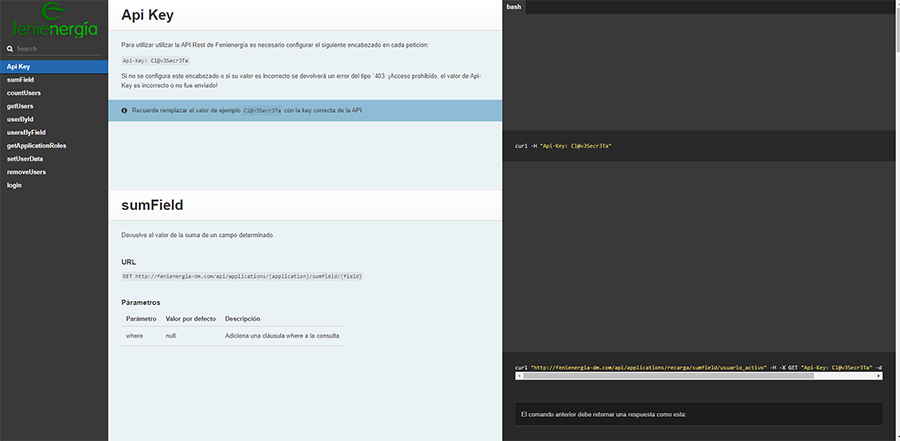 fenienergía
Search
Api Key
sumField
countUsers
getUsers
userById
usersByField
getApplicationRoles
setUserData
removeUsers
login
Api Key
Para utilizar utilizar la API Rest de Fenienergía es necesario configurar el siguiente encabezado en cada petición:
Api-Key: Cl@v3Secr3Ta
Si no se configura este encabezado o si su valor es incorrecto se devolverá un error del tipo `403: ¡Acceso prohibido, el valor de Api-
Key es incorrecto o no fue enviado!
Recuerde remplazar el valor de ejemplo Cl@v3Secr3Ta con la key correcta de la API.
sumField
Devuelve el valor de la suma de un campo determinado.
URL
GET http://fenienergia-dm.com/api/applications/{application}/sumfield/{field}
Párametros
Parámetro Valor por defecto Descripción
where null Adiciona una cláusula where a la consulta.
bash
curl -H "Api-Key: Cl@v3Secr3Ta"
curl "http://fenienergia-dm.com/api/applications/recarga/sumfield/usuario_activo" -H -X GET "Api-Key: Cl@v3Secr3Ta" -d
El comando anterior debe retornar una respuesta como esta: